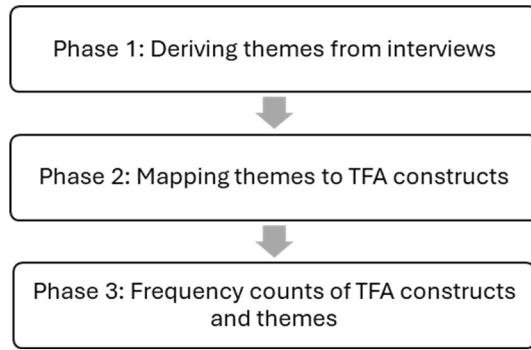 Phase 1: Deriving themes from interviews
Phase 2: Mapping themes to TFA constructs
Phase 3: Frequency counts of TFA constructs
and themes